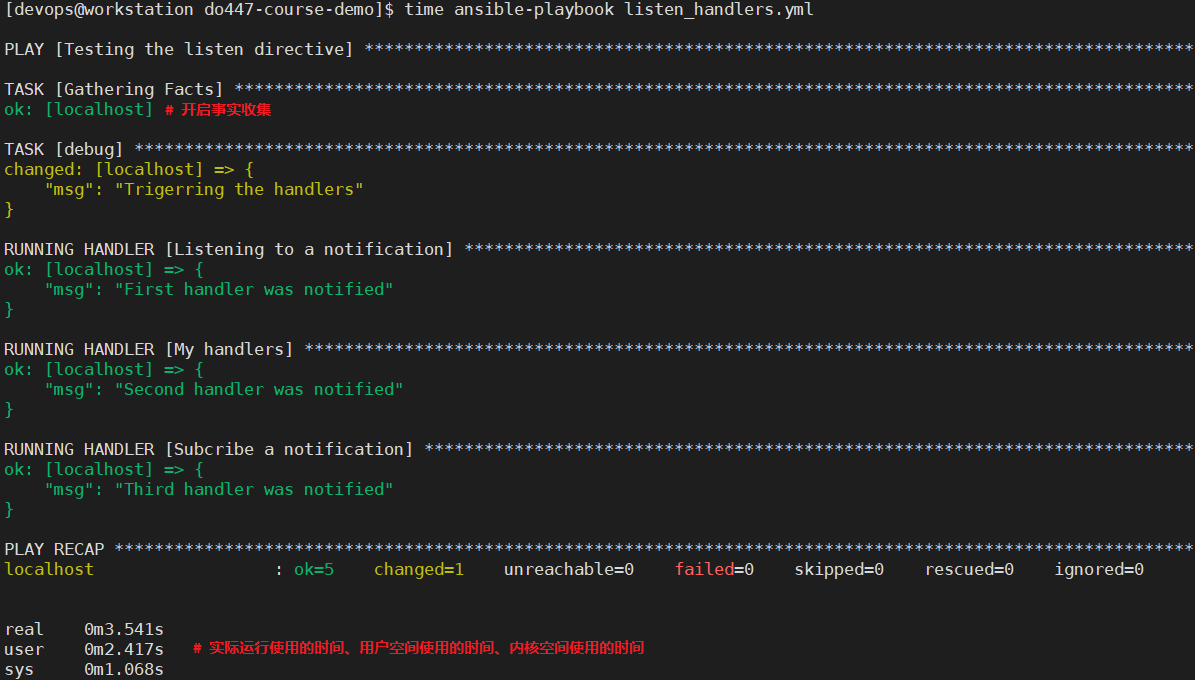 [devops@workstation do447-course-demo]$ time ansible-playbook listen_handlers.yml
PLAY [Testing the listen directive] ***********************************************************************************
TASK [Gathering Facts] ************************************************************************************************
ok: [localhost] # 开启事实收集
TASK [debug] **********************************************************************************************************
changed: [localhost] => {
    "msg": "Trigerring the handlers"
}
RUNNING HANDLER [Listening to a notification] *************************************************************************
ok: [localhost] => {
    "msg": "First handler was notified"
}
RUNNING HANDLER [My handlers] *****************************************************************************************
ok: [localhost] => {
    "msg": "Second handler was notified"
}
RUNNING HANDLER [Subcribe a notification] *****************************************************************************
ok: [localhost] => {
    "msg": "Third handler was notified"
}
PLAY RECAP ************************************************************************************************************
localhost                  : ok=5    changed=1    unreachable=0    failed=0    skipped=0    rescued=0    ignored=0
real    0m3.541s
user    0m2.417s   # 实际运行使用的时间、用户空间使用的时间、内核空间使用的时间
sys     0m1.068s